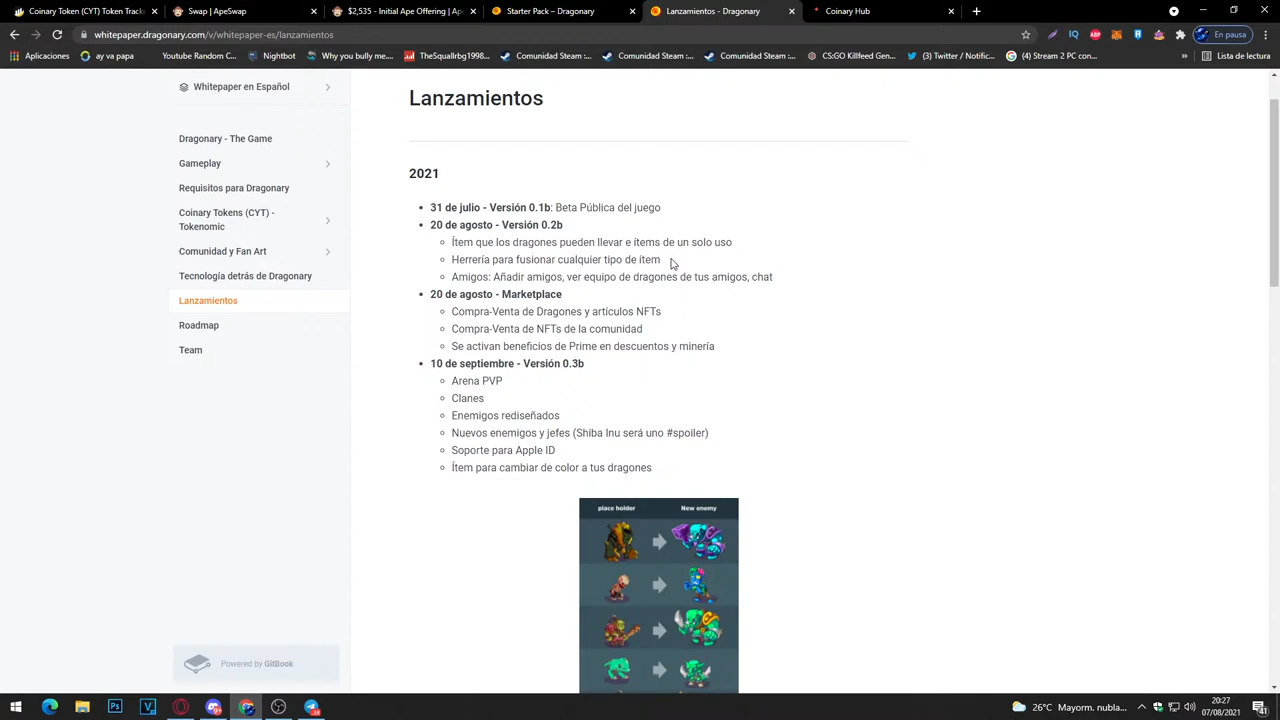 Coinary Token Price
ApeSwap
$2,535 - Initial Ape Offering |
Starter Pack - Dragonary
Lanzamientos - Dragonary
Coinary Hub
whitepaper.dragonary.com/v/whitepaper-es/lanzamientos
En pausa
Aplicaciones
ay va papa
Youtube Random C...
Nightbot
Why you bully me....
TheSquallrbg1998...
Comunidad Steam :...
Comunidad Steam :...
Comunidad Steam :...
CS:GO Killfeed Gen...
(3) Twitter / Notific...
(4) Stream 2 PC con...
»
Lista de lectura
Whitepaper en Español
Dragonary - The Game
Gameplay
Requisitos para Dragonary
Coinary Tokens (CYT) -
Tokenomic
Comunidad y Fan Art
Tecnología detrás de Dragonary
Lanzamientos
Roadmap
Team
Powered by GitBook
Lanzamientos
2021
31 de julio - Versión 0.1b: Beta Pública del juego
20 de agosto - Versión 0.2b
Ítem que los dragones pueden llevar e ítems de un solo uso
Herrería para fusionar cualquier tipo de ítem
Amigos: Añadir amigos, ver equipo de dragones de tus amigos, chat
20 de agosto - Marketplace
Compra-Venta de Dragones y artículos NFTs
Compra-Venta de NFTs de la comunidad
Se activan beneficios de Prime en descuentos y minería
10 de septiembre - Versión 0.3b
Arena PVP
Clanes
Enemigos rediseñados
Nuevos enemigos y jefes (Shiba Inu será uno #spoiler)
Soporte para Apple ID
Ítem para cambiar de color a tus dragones
place holder
New enemy
26°C Mayorm. nubla...
20:27
07/08/2021